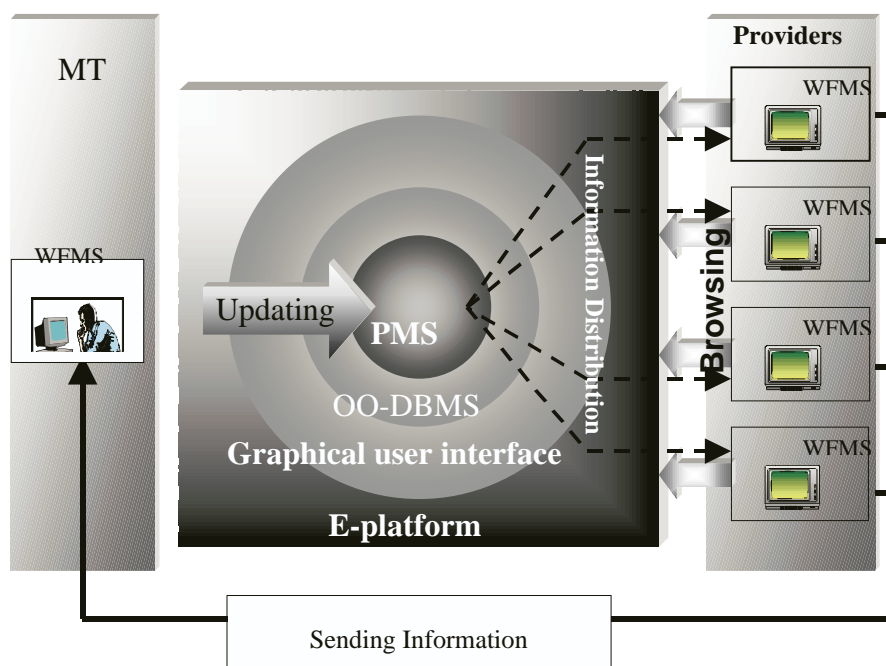 MT
WFMS
Updating
PMS
OO-DBMS
Graphical user interface
E-platform
Information Distribution
Browsing
Providers
WFMS
WFMS
WFMS
WFMS
Sending Information